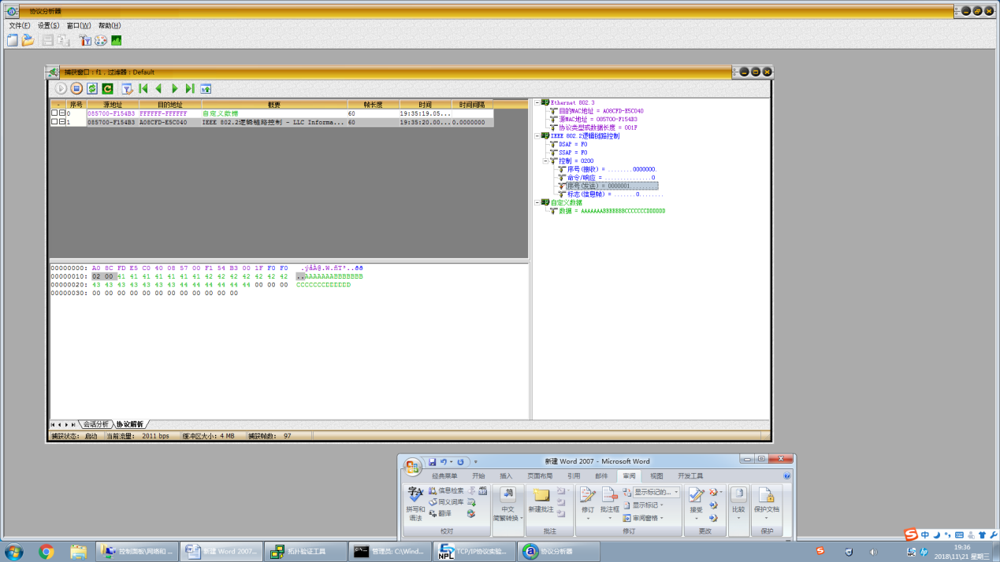 协议分析器
文件(F) 设置(S) 窗口(W) 帮助(H)
捕获窗口：f1，过滤器：Default
- 序号 源地址 目的地址 概要 帧长度 时间 时间间隔
0 085700-F154B3 FFFFFF-FFFFFF 自定义数据 60 19:35:19.05...
1 085700-F154B3 A08CFD-E5C040 IEEE 802.2逻辑链路控制 - LLC Informa... 60 19:35:20.00... 0.0000000
Ethernet 802.3
目的MAC地址 = A08CFD-E5C040
源MAC地址 = 085700-F154B3
协议类型或数据长度 = 001F
IEEE 802.2逻辑链路控制
DSAP = F0
SSAP = F0
控制 = 0200
序号(接收) = ........0000000.
命令/响应 = ...............0
序号(发送) = 0000001.........
标志(信息帧) = .......0........
自定义数据
数据 = AAAAAAABBBBBBBCCCCCCCDDDDDD
00000000: A0 8C FD E5 C0 40 08 57 00 F1 54 B3 00 1F F0 F0 .ýåÀ@.W.ñT³..ðð
00000010: 02 00 41 41 41 41 41 41 41 42 42 42 42 42 42 42 ..AAAAAAABBBBBBB
00000020: 43 43 43 43 43 43 43 44 44 44 44 44 44 00 00 00 CCCCCCCDDDDDD
00000030: 00 00 00 00 00 00 00 00 00 00 00 00
会话分析 协议解析
捕获状态： 启动 当前流量： 2011 bps 缓冲区大小：4 MB 捕获帧数： 97
新建 Word 2007 - Microsoft Word
经典菜单 开始 插入 页面布局 引用 邮件 审阅 视图 开发工具
拼写和语法 信息检索 同义词库 翻译 中文简繁转换 新建批注 修订 批注框 显示标记的... 显示标记 审阅窗格 接受 比较 保护文档
校对 批注 修订 更改 保护
中
控制面板\网络和 ... 新建 Word 2007... 拓扑验证工具 管理员: C:\Wind... NPL TCP/IP协议实验... 协议分析器
19:36
2018\11\21 星期三